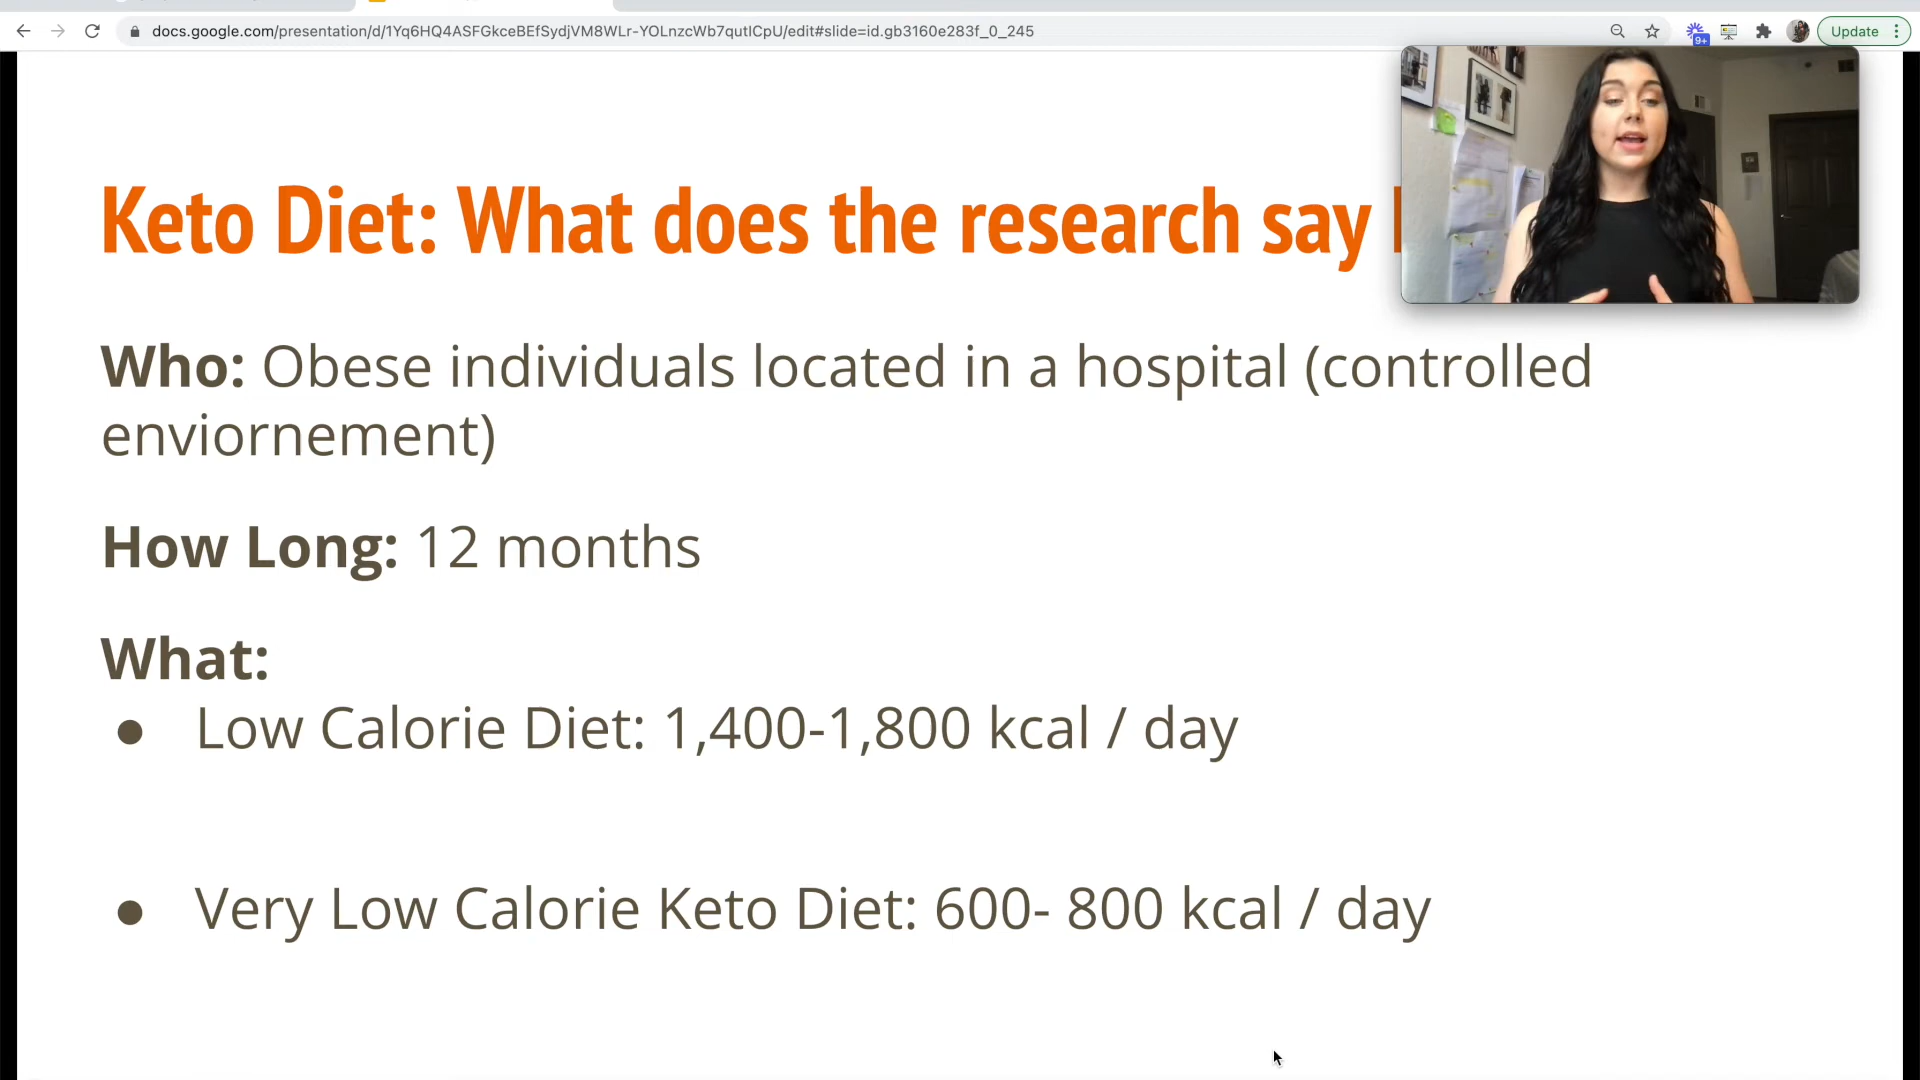 docs.google.com/presentation/d/1Yq6HQ4ASFGkceBEfSydjVM8WLr-YOLnzcWb7qutICpU/edit#slide=id.gb3160e283f_0_245
9+
Update
Keto Diet: What does the research say
Who: Obese individuals located in a hospital (controlled
enviornement)
How Long: 12 months
What:
● Low Calorie Diet: 1,400-1,800 kcal / day
● Very Low Calorie Keto Diet: 600- 800 kcal / day